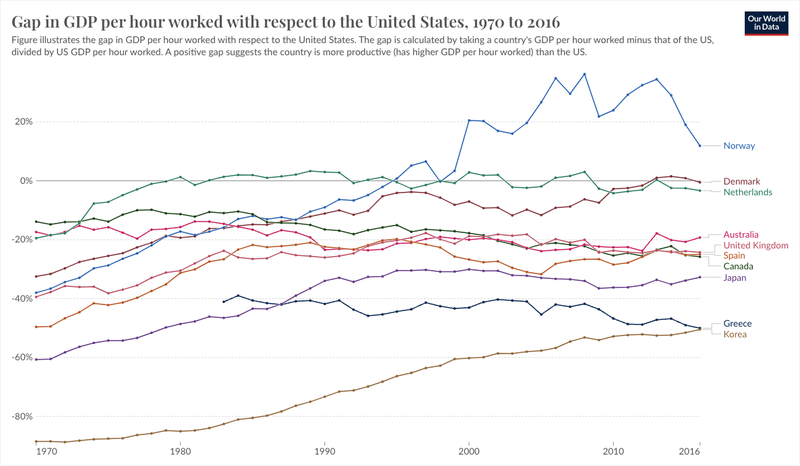 Gap in GDP per hour worked with respect to the United States, 1970 to 2016
Our World
in Data
Figure illustrates the gap in GDP per hour worked with respect to the United States. The gap is calculated by taking a country's GDP per hour worked minus that of the US,
divided by US GDP per hour worked. A positive gap suggests the country is more productive (has higher GDP per hour worked) than the US.
20%
0%
-20%
-40%
-60%
-80%
Norway
Denmark
Netherlands
Australia
United Kingdom
Spain
Canada
Japan
Greece
Korea
1970
1980
1990
2000
2010
2016